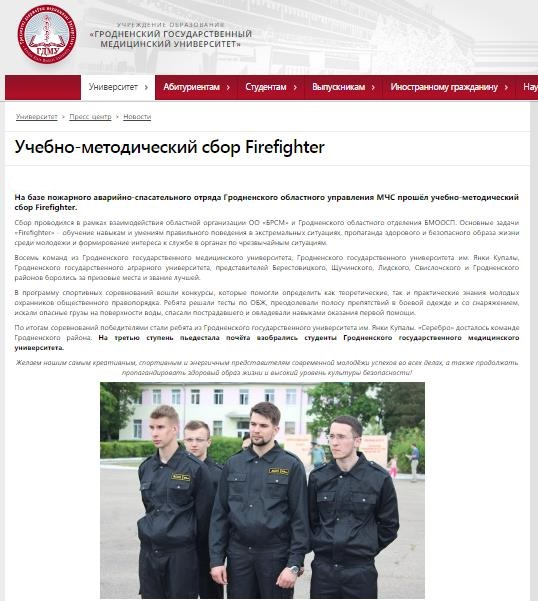 УЧРЕЖДЕНИЕ ОБРАЗОВАНИЯ
«ГРОДНЕНСКИЙ ГОСУДАРСТВЕННЫЙ
МЕДИЦИНСКИЙ УНИВЕРСИТЕТ»
ГДМУ
Университет › Абитуриентам › Студентам › Выпускникам › Иностранному гражданину › Нау
Университет > Пресс центр > Новости
Учебно-методический сбор Firefighter
На базе пожарного аварийно-спасательного отряда Гродненского областного управления МЧС прошёл учебно-методический
сбор Firefighter.
Сбор проводился в рамках взаимодействия областной организации ОО «БРСМ» и Гродненского областного отделения БМООСП. Основные задачи
«Firefighter» - обучение навыкам и умениям правильного поведения в экстремальных ситуациях, пропаганда здорового и безопасного образа жизни
среди молодежи и формирование интереса к службе в органах по чрезвычайным ситуациям.
Восемь команд из Гродненского государственного медицинского университета, Гродненского государственного университета им. Янки Купалы,
Гродненского государственного аграрного университета, представителей Берестовицкого, Щучинского, Лидского, Свислочского и Гродненского
районов боролись за призовые места и звание лучшей.
В программу спортивных соревнований вошли конкурсы, которые помогли определить как теоретические, так и практические знания молодых
охранников общественного правопорядка. Ребята решали тесты по ОБЖ, преодолевали полосу препятствий в боевой одежде и со снаряжением,
искали опасные грузы на поверхности воды, спасали пострадавшего и овладевали навыками оказания первой помощи.
По итогам соревнований победителями стали ребята из Гродненского государственного университета им. Янки Купалы. «Серебро» досталось команде
Гродненского района. На третью ступень пьедестала почёта взобрались студенты Гродненского государственного медицинского
университета.
Желаем нашим самым креативным, спортивным и энергичным представителям современной молодёжи успехов во всех делах, а также продолжать
пропагандировать здоровый образ жизни и высокий уровень культуры безопасности!